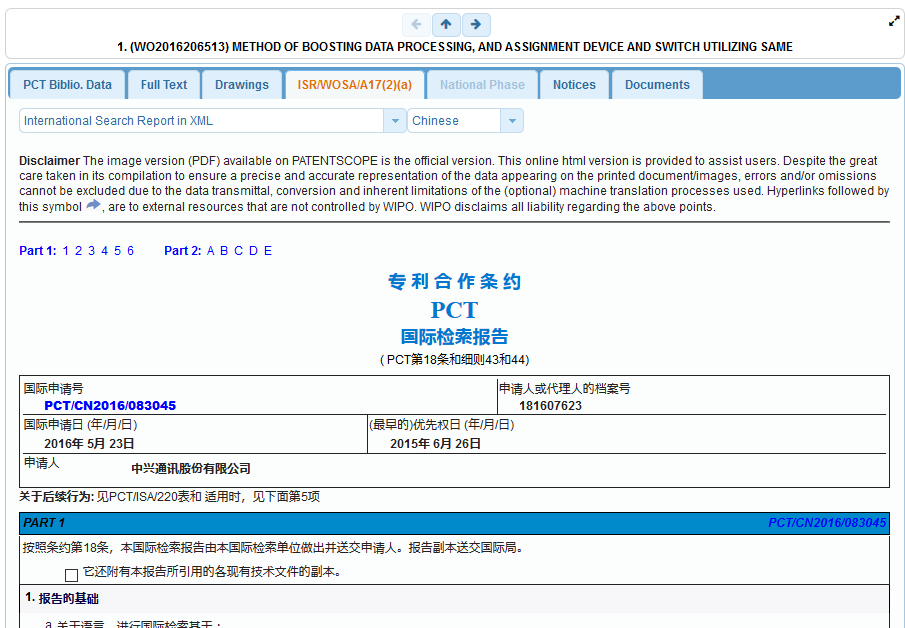 1. (WO2016206513) METHOD OF BOOSTING DATA PROCESSING, AND ASSIGNMENT DEVICE AND SWITCH UTILIZING SAME
PCT Biblio. Data Full Text Drawings ISR/WOSA/A17(2)(a) National Phase Notices Documents
International Search Report in XML Chinese
Disclaimer The image version (PDF) available on PATENTSCOPE is the official version. This online html version is provided to assist users. Despite the great
care taken in its compilation to ensure a precise and accurate representation of the data appearing on the printed document/images, errors and/or omissions
cannot be excluded due to the data transmittal, conversion and inherent limitations of the (optional) machine translation processes used. Hyperlinks followed by
this symbol , are to external resources that are not controlled by WIPO. WIPO disclaims all liability regarding the above points.
Part 1: 1 2 3 4 5 6 Part 2: A B C D E
专利合作条约
PCT
国际检索报告
( PCT第18条和细则43和44)
国际申请号 申请人或代理人的档案号
PCT/CN2016/083045 181607623
国际申请日 (年/月/日) (最早的)优先权日 (年/月/日)
2016年 5月 23日 2015年 6月 26日
申请人 中兴通讯股份有限公司
关于后续行为: 见PCT/ISA/220表和 适用时，见下面第5项
PART 1 PCT/CN2016/083045
按照条约第18条，本国际检索报告由本国际检索单位做出并送交申请人。报告副本送交国际局。
它还附有本报告所引用的各现有技术文件的副本。
1. 报告的基础
a. 关于语言，进行国际检索基于：